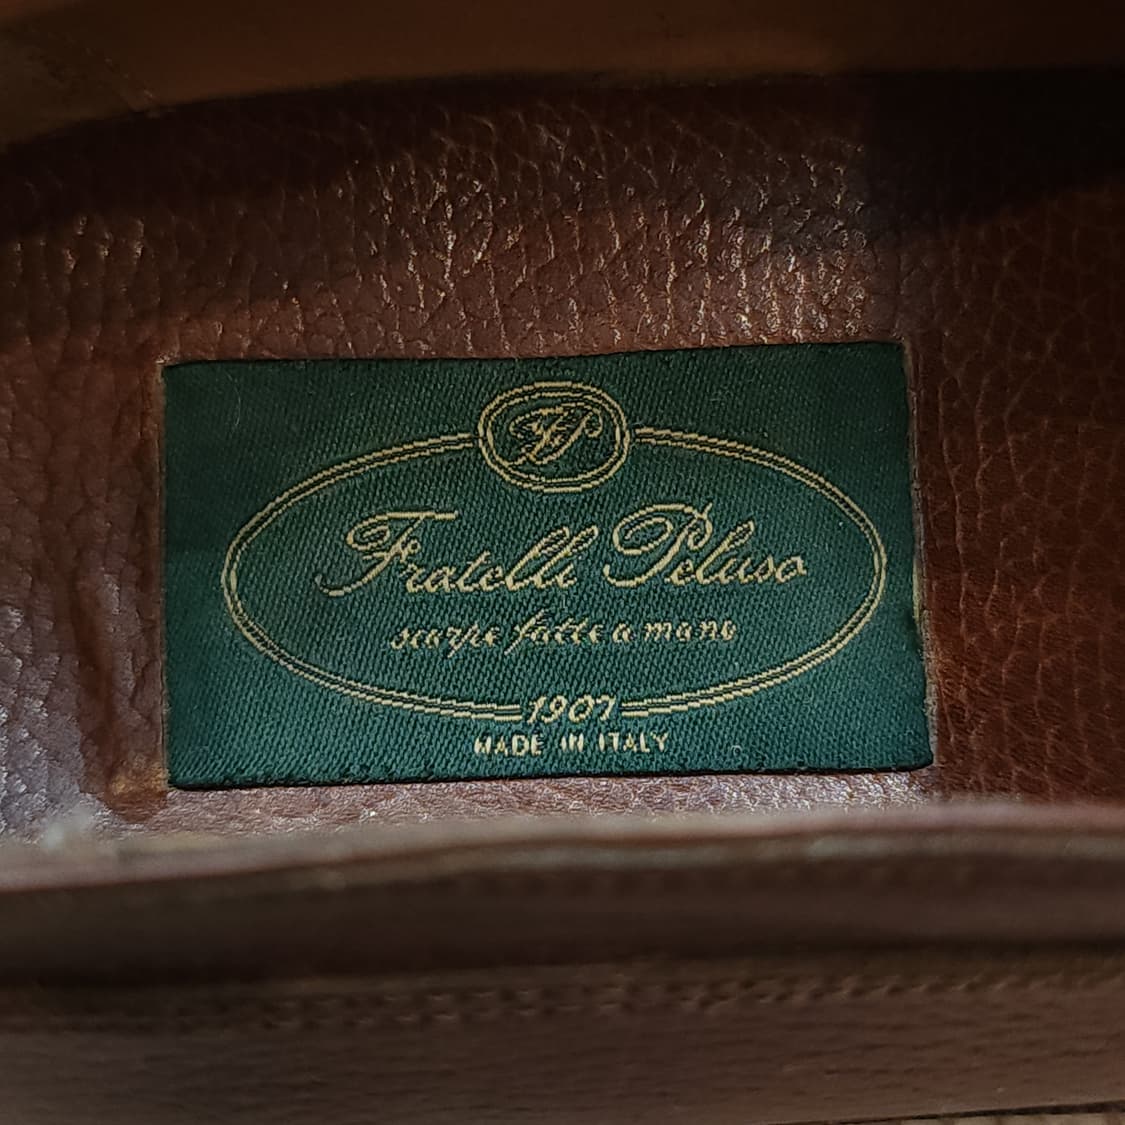 FP
Fratelli Peluso
scarpe fatte a mano
1907
MADE IN ITALY